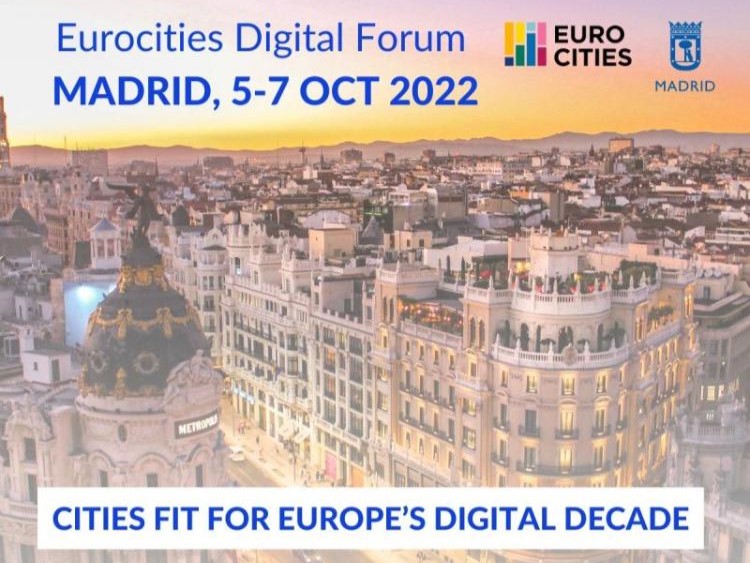 Eurocities Digital Forum
MADRID, 5-7 OCT 2022
EURO
CITIES
MADRID
METROPOLIS
CITIES FIT FOR EUROPE'S DIGITAL DECADE